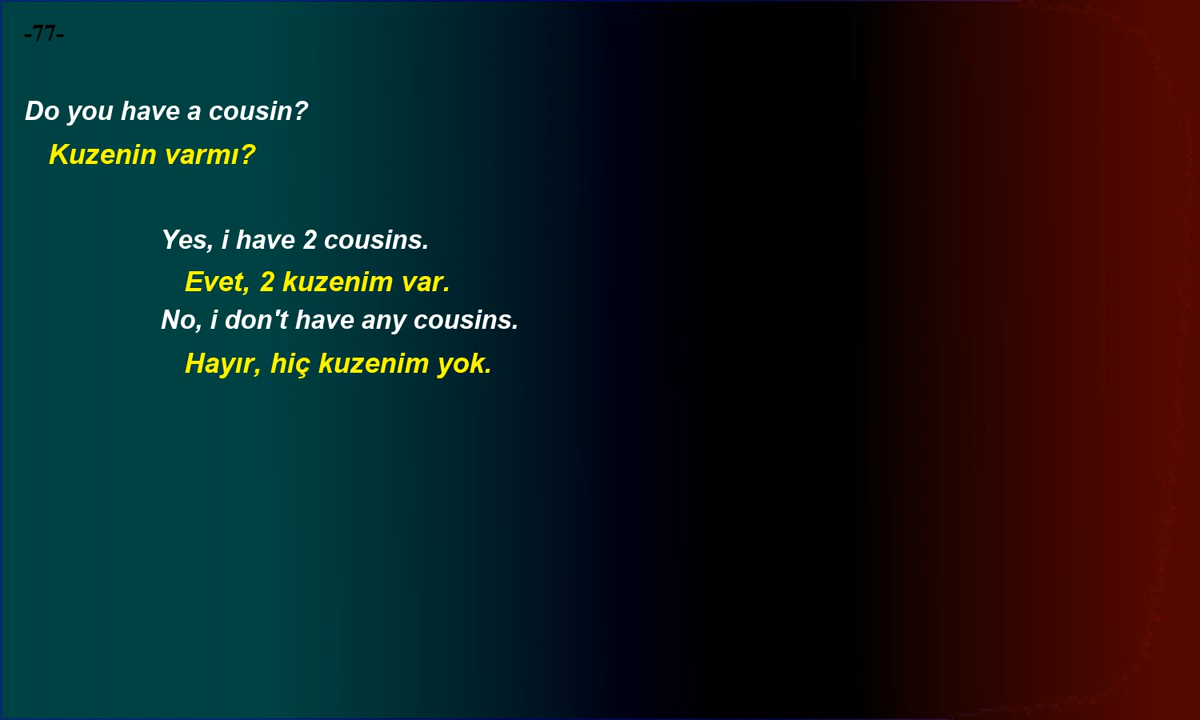 -77-
Do you have a cousin?
Kuzenin varmı?
Yes, i have 2 cousins.
Evet, 2 kuzenim var.
No, i don't have any cousins.
Hayır, hiç kuzenim yok.